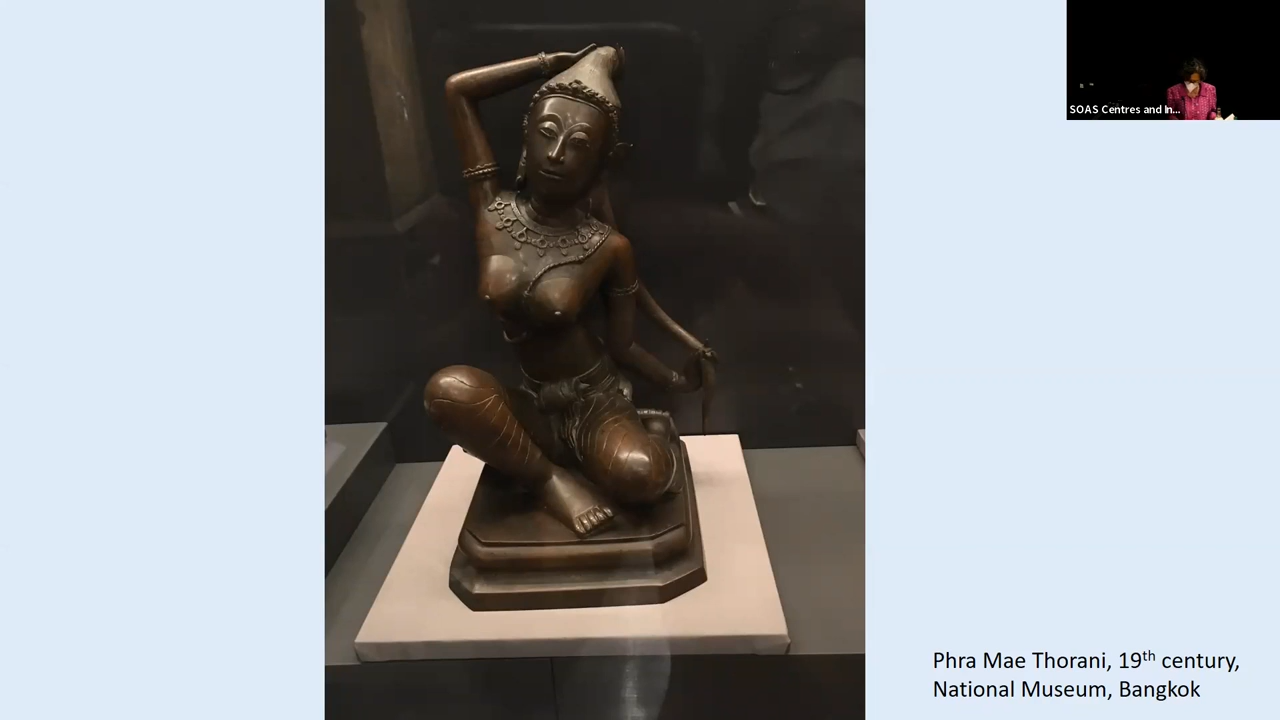 SOAS Centres and In...
Phra Mae Thorani, 19th century,
National Museum, Bangkok